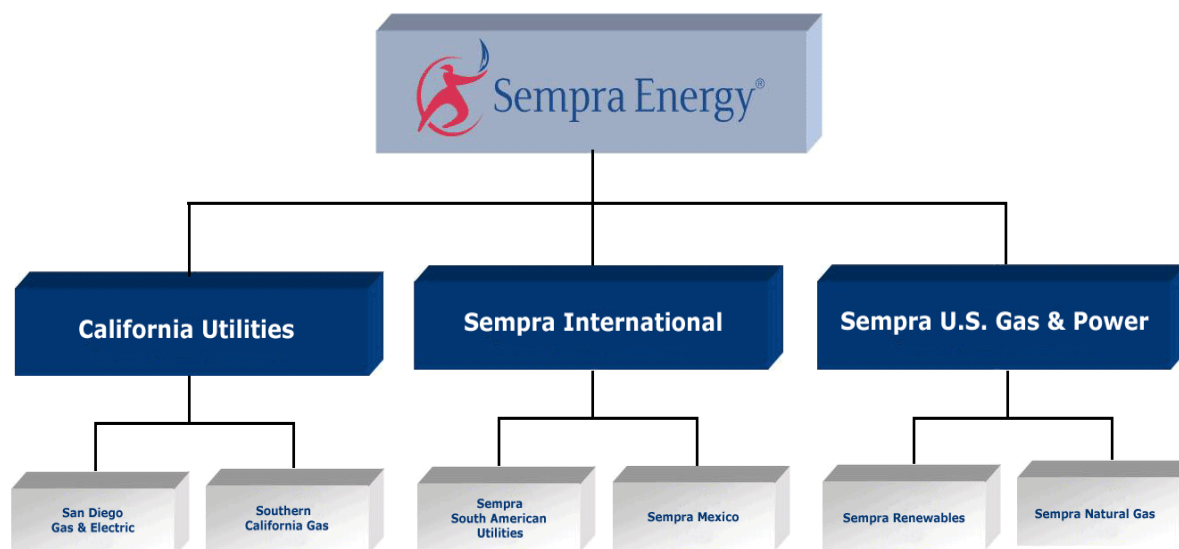 Sempra Energy®
California Utilities
Sempra International
Sempra U.S. Gas & Power
San Diego
Gas & Electric
Southern
California Gas
Sempra
South American
Utilities
Sempra Mexico
Sempra Renewables
Sempra Natural Gas